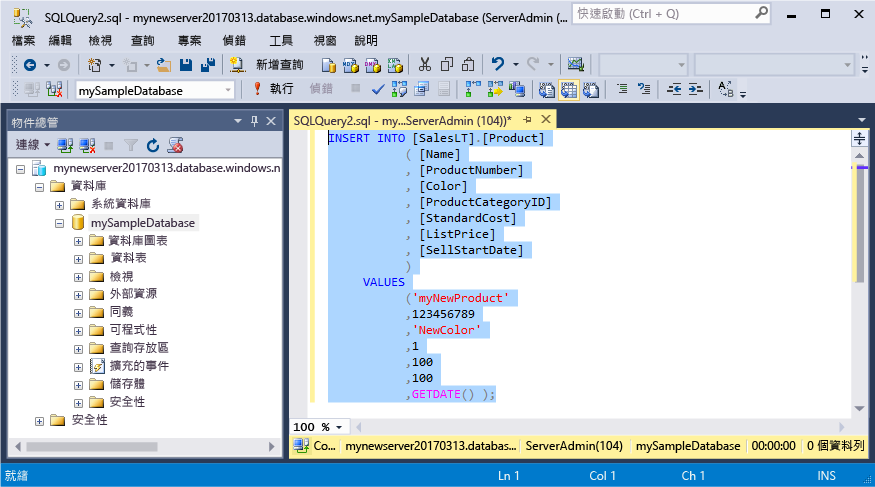 SQLQuery2.sql - mynewserver20170313.database.windows.net.mySampleDatabase (ServerAdmin (...
快速啟動 (Ctrl + Q)
檔案 編輯 檢視 查詢 專案 偵錯 工具 視窗 說明
新增查詢 MDX DMX XMLA
mySampleDatabase 執行 偵錯
物件總管
連線
mynewserver20170313.database.windows.n
資料庫
系統資料庫
mySampleDatabase
資料庫圖表
資料表
檢視
外部資源
同義
可程式性
查詢存放區
擴充的事件
儲存體
安全性
安全性
SQLQuery2.sql - my...ServerAdmin (104))*
INSERT INTO [SalesLT].[Product]
( [Name]
, [ProductNumber]
, [Color]
, [ProductCategoryID]
, [StandardCost]
, [ListPrice]
, [SellStartDate]
)
VALUES
('myNewProduct'
,123456789
,'NewColor'
,1
,100
,100
,GETDATE() );
100 %
Co... mynewserver20170313.databas... ServerAdmin(104) mySampleDatabase 00:00:00 0 個資料列
就緒 Ln 1 Col 1 Ch 1 INS